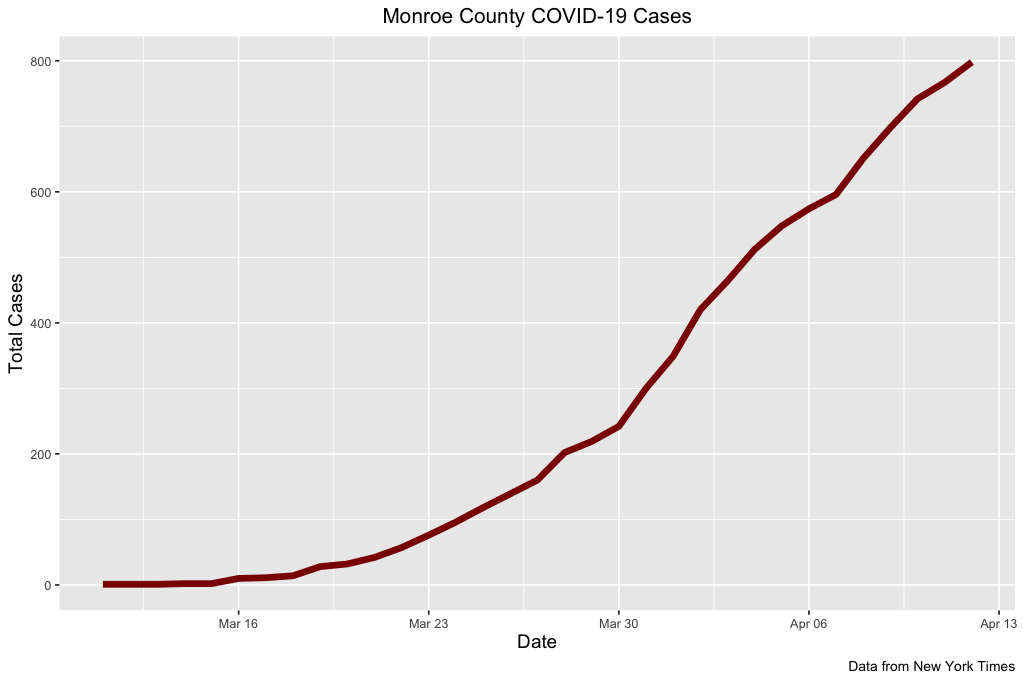 Monroe County COVID-19 Cases
Total Cases
800
600
400
200
0
Mar 16 Mar 23 Mar 30 Apr 06 Apr 13
Date
Data from New York Times